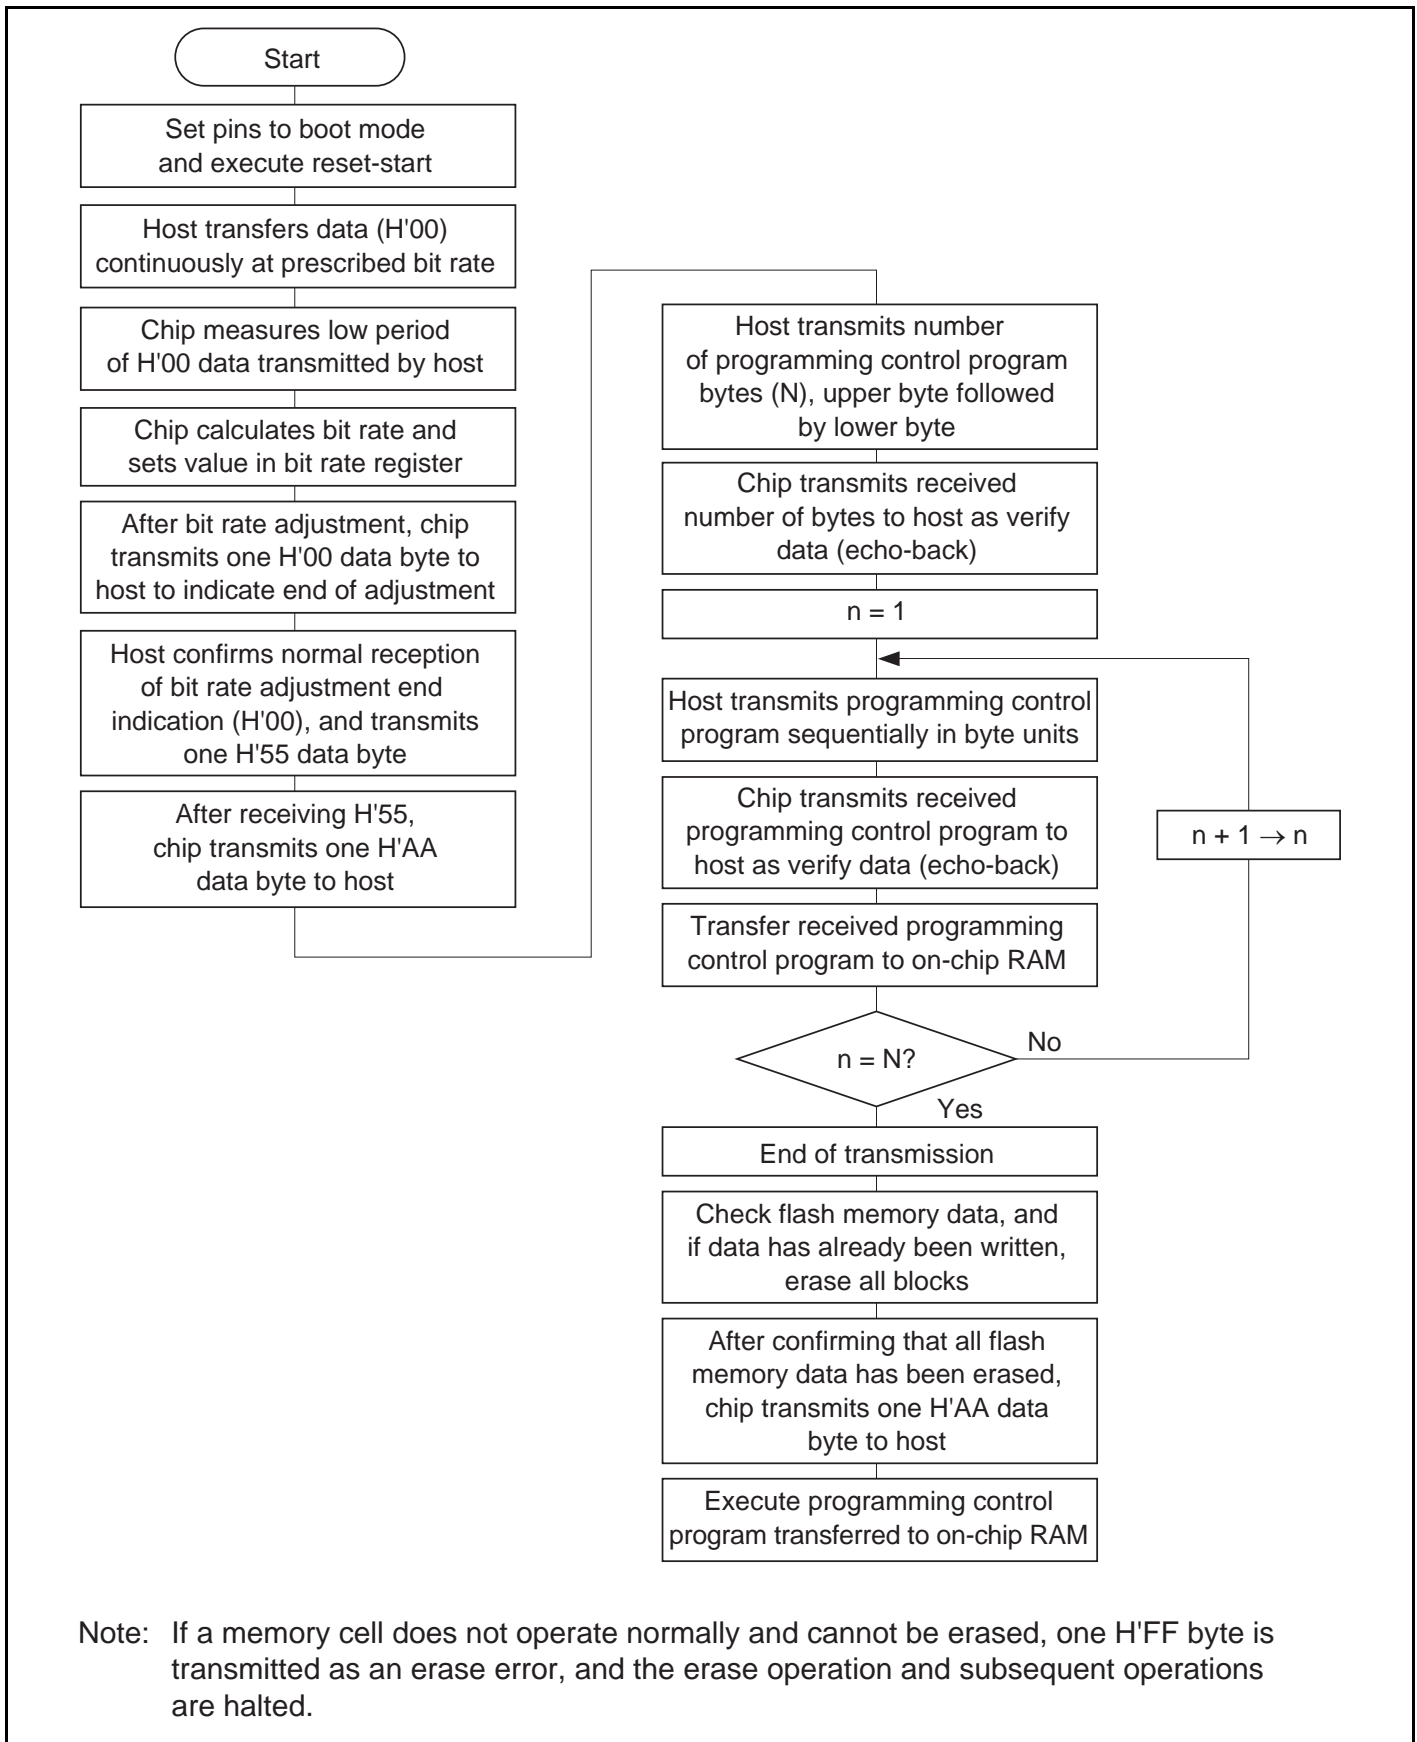 Start
Set pins to boot mode
and execute reset-start
Host transfers data (H'00)
continuously at prescribed bit rate
Chip measures low period
of H'00 data transmitted by host
Chip calculates bit rate and
sets value in bit rate register
After bit rate adjustment, chip
transmits one H'00 data byte to
host to indicate end of adjustment
Host confirms normal reception
of bit rate adjustment end
indication (H'00), and transmits
one H'55 data byte
After receiving H'55,
chip transmits one H'AA
data byte to host
Host transmits number
of programming control program
bytes (N), upper byte followed
by lower byte
Chip transmits received
number of bytes to host as verify
data (echo-back)
n = 1
Host transmits programming control
program sequentially in byte units
Chip transmits received
programming control program to
host as verify data (echo-back)
n + 1 → n
Transfer received programming
control program to on-chip RAM
n = N?
No
Yes
End of transmission
Check flash memory data, and
if data has already been written,
erase all blocks
After confirming that all flash
memory data has been erased,
chip transmits one H'AA data
byte to host
Execute programming control
program transferred to on-chip RAM
Note: If a memory cell does not operate normally and cannot be erased, one H'FF byte is
transmitted as an erase error, and the erase operation and subsequent operations
are halted.